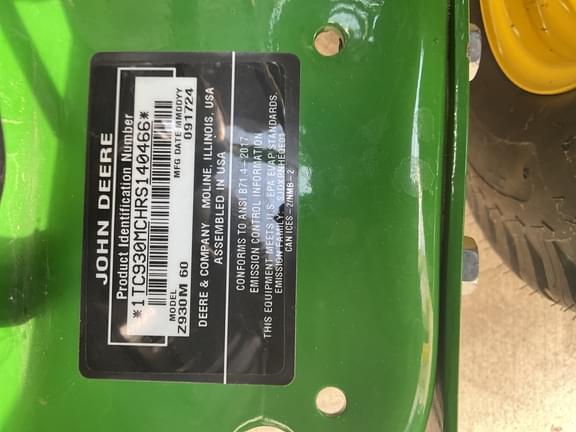 JOHN DEERE
Product Identification Number
*1TC930MCHRS140466*
MODEL
Z930M 60
MFG DATE MMDDYY
091724
DEERE & COMPANY MOLINE, ILLINOIS, USA
ASSEMBLED IN USA
CONFORMS TO ANSI B71.4-2017
EMISSION CONTROL INFORMATION
THIS EQUIPMENT MEETS U.S. EPA EVAP STANDARDS.
EMISSION FAMILY:
CAN ICES-2/NMB-2